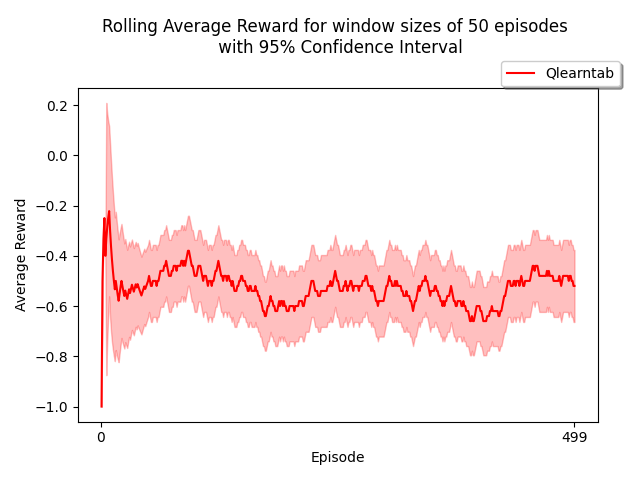 Rolling Average Reward for window sizes of 50 episodes
with 95% Confidence Interval
Qlearntab
0.2
0.0
−0.2
−0.4
−0.6
−0.8
−1.0
Average Reward
0
499
Episode